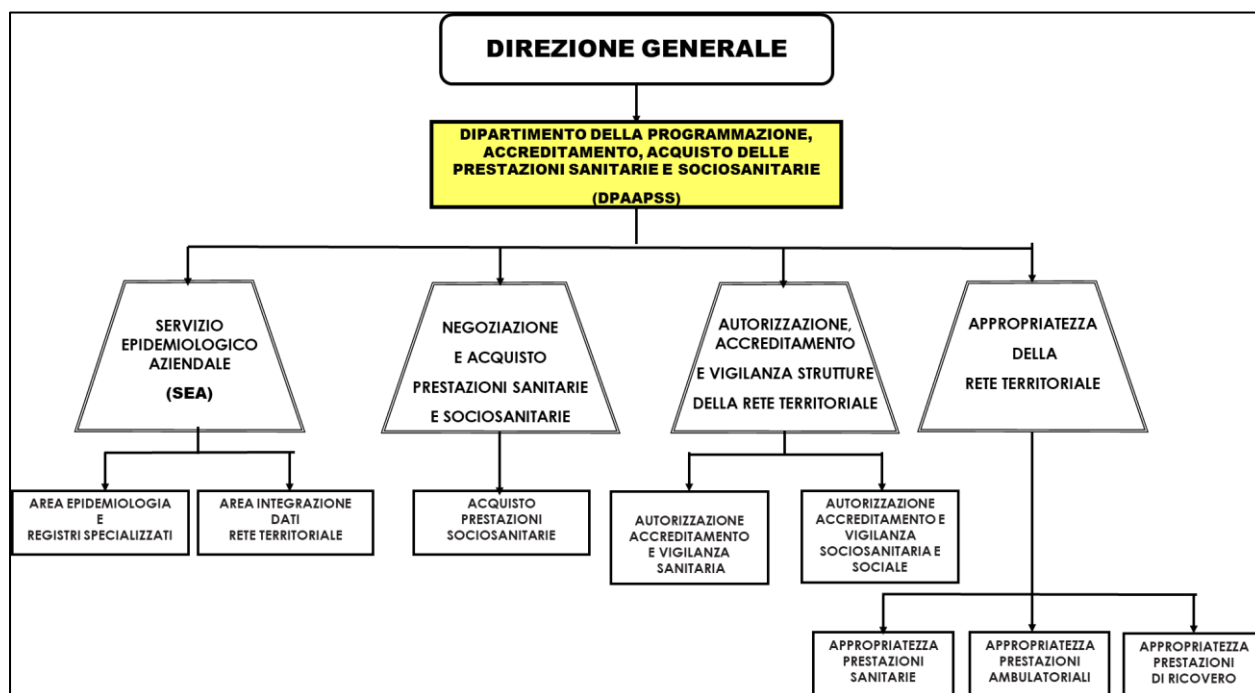 DIREZIONE GENERALE
DIPARTIMENTO DELLA PROGRAMMAZIONE,
ACCREDITAMENTO, ACQUISTO DELLE
PRESTAZIONI SANITARIE E SOCIOSANITARIE
(DPAAPSS)
SERVIZIO
EPIDEMIOLOGICO
AZIENDALE
(SEA)
NEGOZIAZIONE
E ACQUISTO
PRESTAZIONI SANITARIE
E SOCIOSANITARIE
AUTORIZZAZIONE,
ACCREDITAMENTO
E VIGILANZA STRUTTURE
DELLA RETE TERRITORIALE
APPROPRIATEZZA
DELLA
RETE TERRITORIALE
AREA EPIDEMIOLOGIA
E
REGISTRI SPECIALIZZATI
AREA INTEGRAZIONE
DATI
RETE TERRITORIALE
ACQUISTO
PRESTAZIONI
SOCIOSANITARIE
AUTORIZZAZIONE
ACCREDITAMENTO
E VIGILANZA
SANITARIA
AUTORIZZAZIONE
ACCREDITAMENTO E
VIGILANZA
SOCIOSANITARIA E
SOCIALE
APPROPRIATEZZA
PRESTAZIONI
SANITARIE
APPROPRIATEZZA
PRESTAZIONI
AMBULATORIALI
APPROPRIATEZZA
PRESTAZIONI
DI RICOVERO